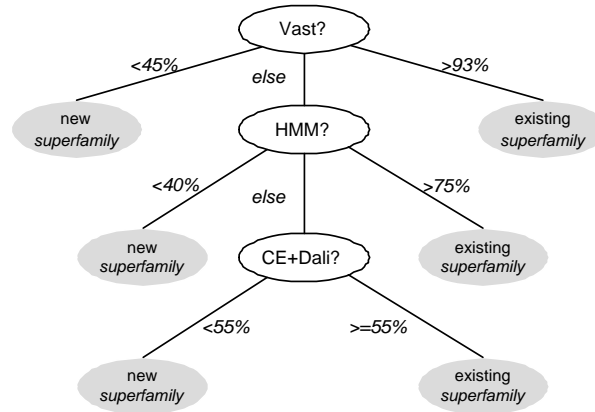 Vast?
<45%
else
>93%
new
superfamily
existing
superfamily
HMM?
<40%
else
>75%
new
superfamily
existing
superfamily
CE+Dali?
<55%
>=55%
new
superfamily
existing
superfamily